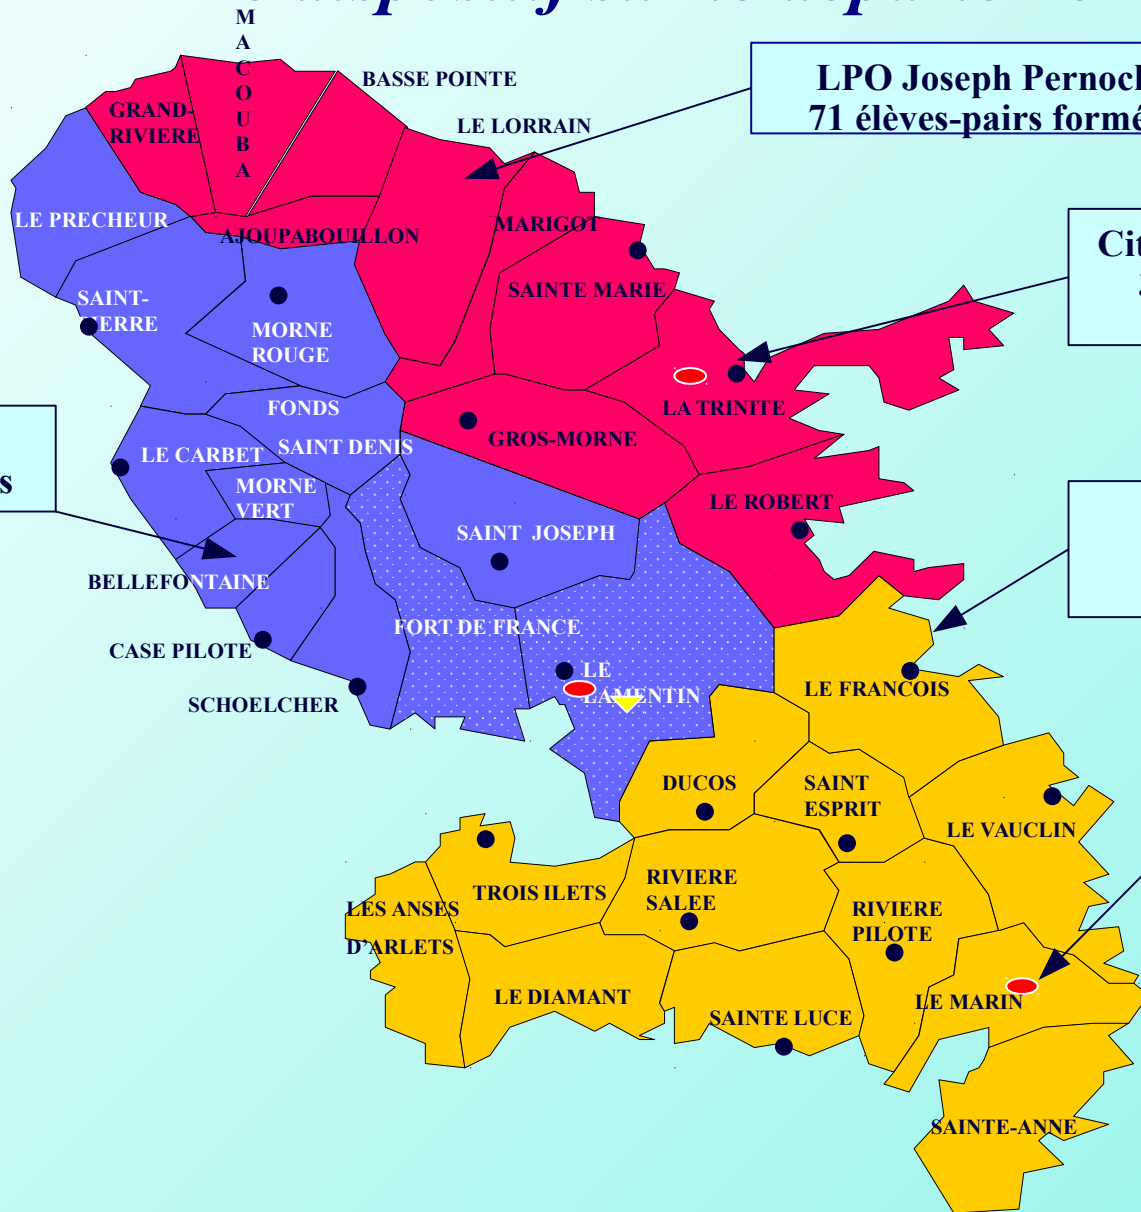 MACOUBA
BASSE POINTE
GRAND-
RIVIERE
LE LORRAIN
LPO Joseph Pernoc
71 élèves-pairs formé
LE PRECHEUR
AJOUPABOUILLON
MARIGOT
Cit
SAINTE MARIE
SAINT-
PIERRE
MORNE
ROUGE
FONDS
SAINT DENIS
LA TRINITE
GROS-MORNE
LE CARBET
s
MORNE
VERT
LE ROBERT
SAINT JOSEPH
BELLEFONTAINE
FORT DE FRANCE
CASE PILOTE
LE
LAMENTIN
LE FRANCOIS
SCHOELCHER
DUCOS
SAINT
ESPRIT
LE VAUCLIN
TROIS ILETS
RIVIERE
SALEE
LES ANSES
D'ARLETS
RIVIERE
PILOTE
LE DIAMANT
LE MARIN
SAINTE LUCE
SAINTE-ANNE